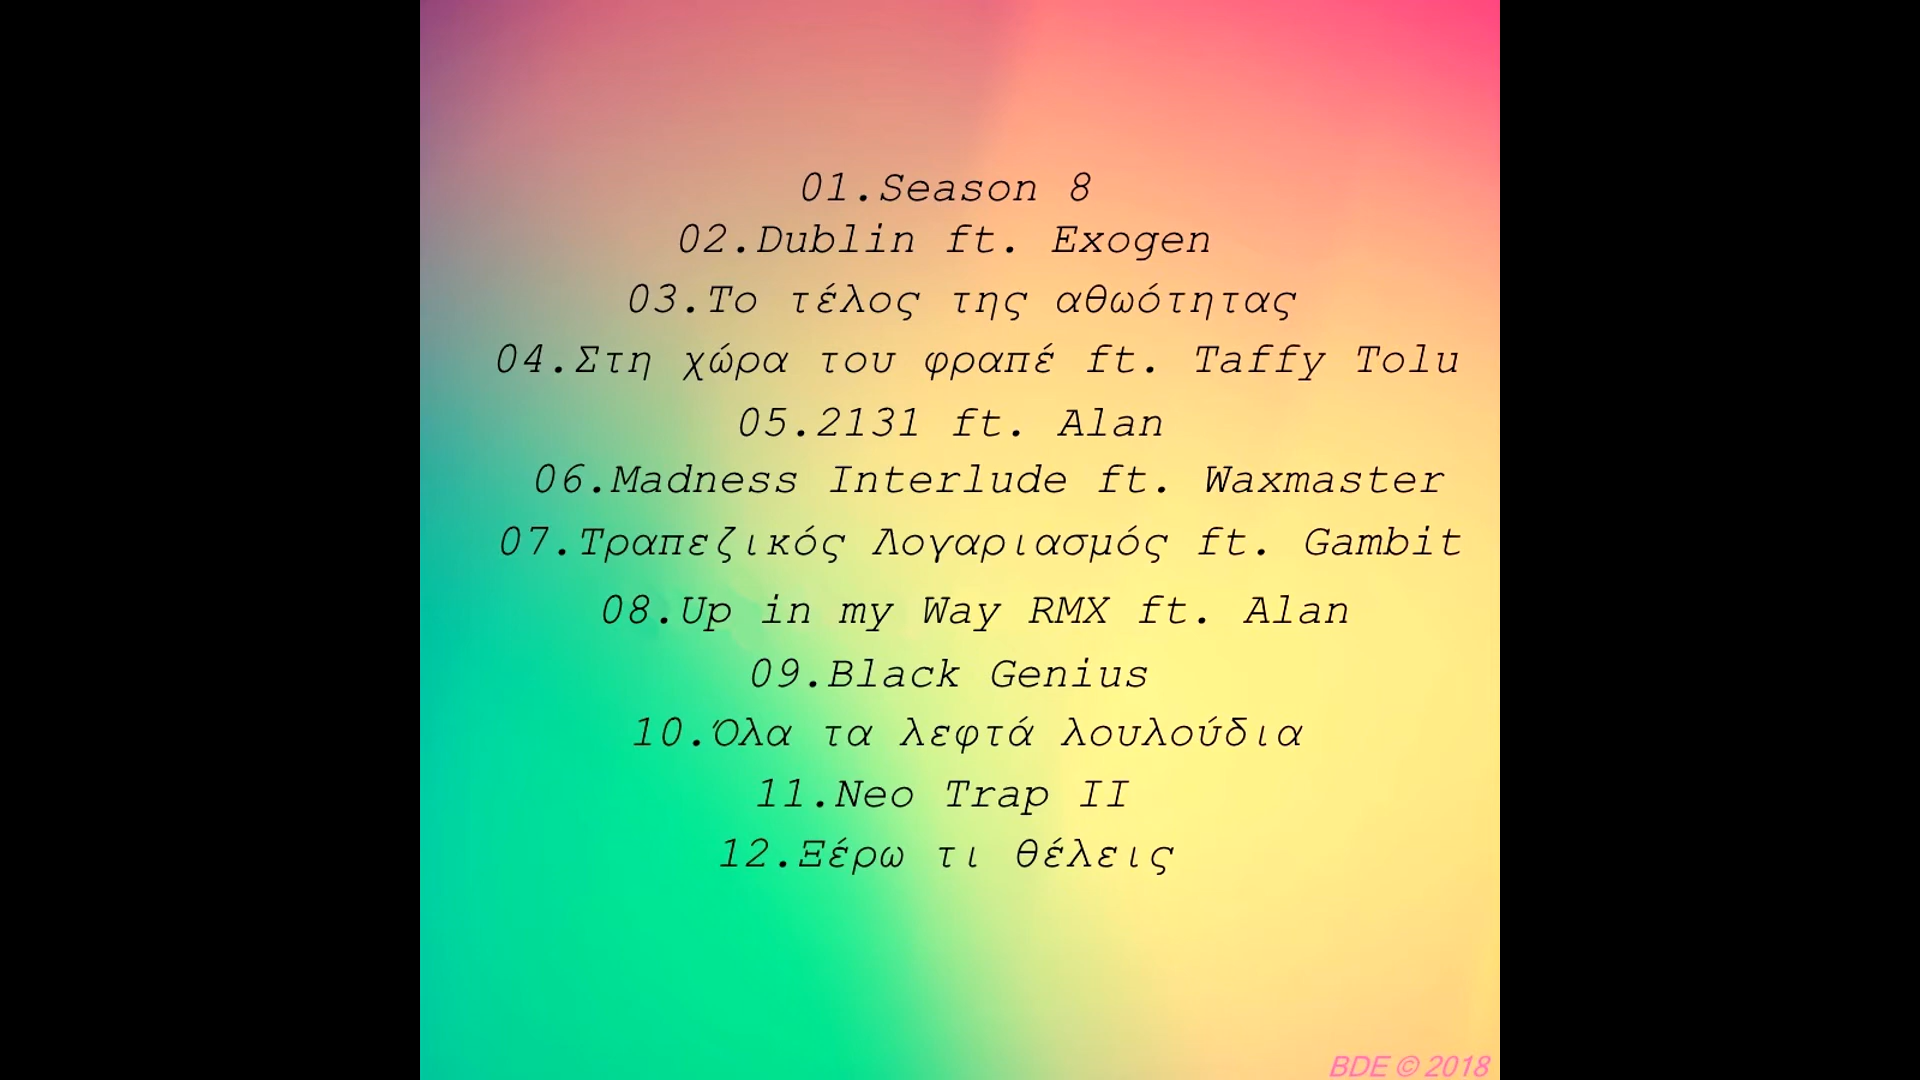 01.Season 8
02.Dublin ft. Exogen
03.Το τέλος της αθωότητας
04.Στη χώρα του φραπέ ft. Taffy Tolu
05.2131 ft. Alan
06.Madness Interlude ft. Waxmaster
07.Τραπεζικός Λογαριασμός ft. Gambit
08.Up in my Way RMX ft. Alan
09.Black Genius
10.Όλα τα λεφτά λουλούδια
11.Neo Trap II
12.Ξέρω τι θέλεις
BDE © 2018